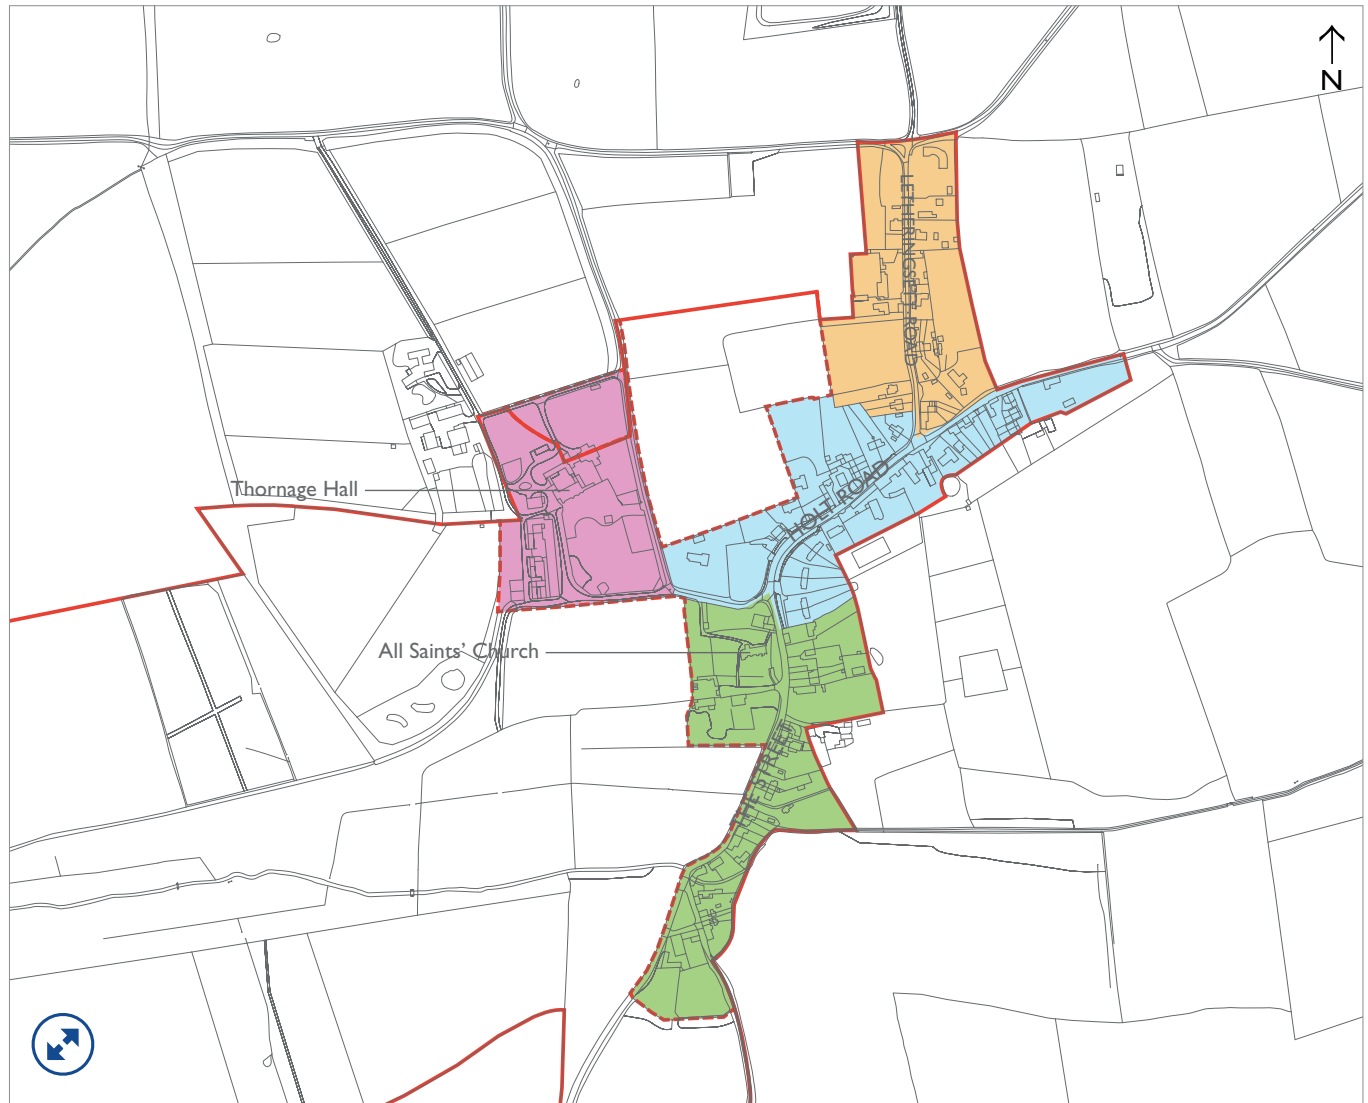 N
LETHERINGSETT ROAD
HOLT ROAD
Thornage Hall
All Saints' Church
THE STREET